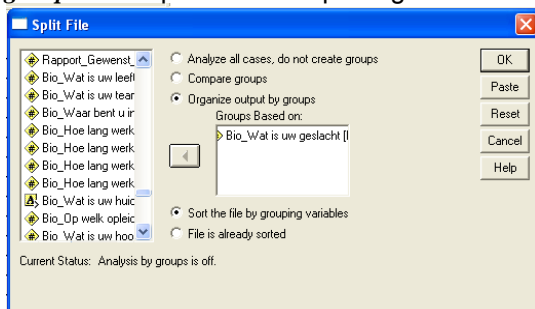 Split File
Rapport_Gewenst_
Bio_Wat is uw leeft
Bio_Wat is uw tear
Bio_Waar bent u ir
Bio_Hoe lang werk
Bio_Hoe lang werk
Bio_Hoe lang werk
Bio_Hoe lang werk
Bio_Wat is uw huic
Bio_Op welk opleic
Bio_Wat is uw hoo
Analyze all cases, do not create groups
Compare groups
Organize output by groups
Groups Based on:
Bio_Wat is uw geslacht [
Sort the file by grouping variables
File is already sorted
OK
Paste
Reset
Cancel
Help
Current Status: Analysis by groups is off.